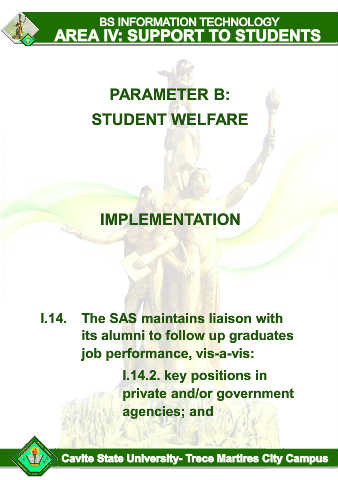 BS INFORMATION TECHNOLOGY
AREA IV: SUPPORT TO STUDENTS
PARAMETER B:
STUDENT WELFARE
IMPLEMENTATION
I.14. The SAS maintains liaison with
its alumni to follow up graduates
job performance, vis-a-vis:
I.14.2. key positions in
private and/or government
agencies; and
Cavite State University- Trece Martires City Campus